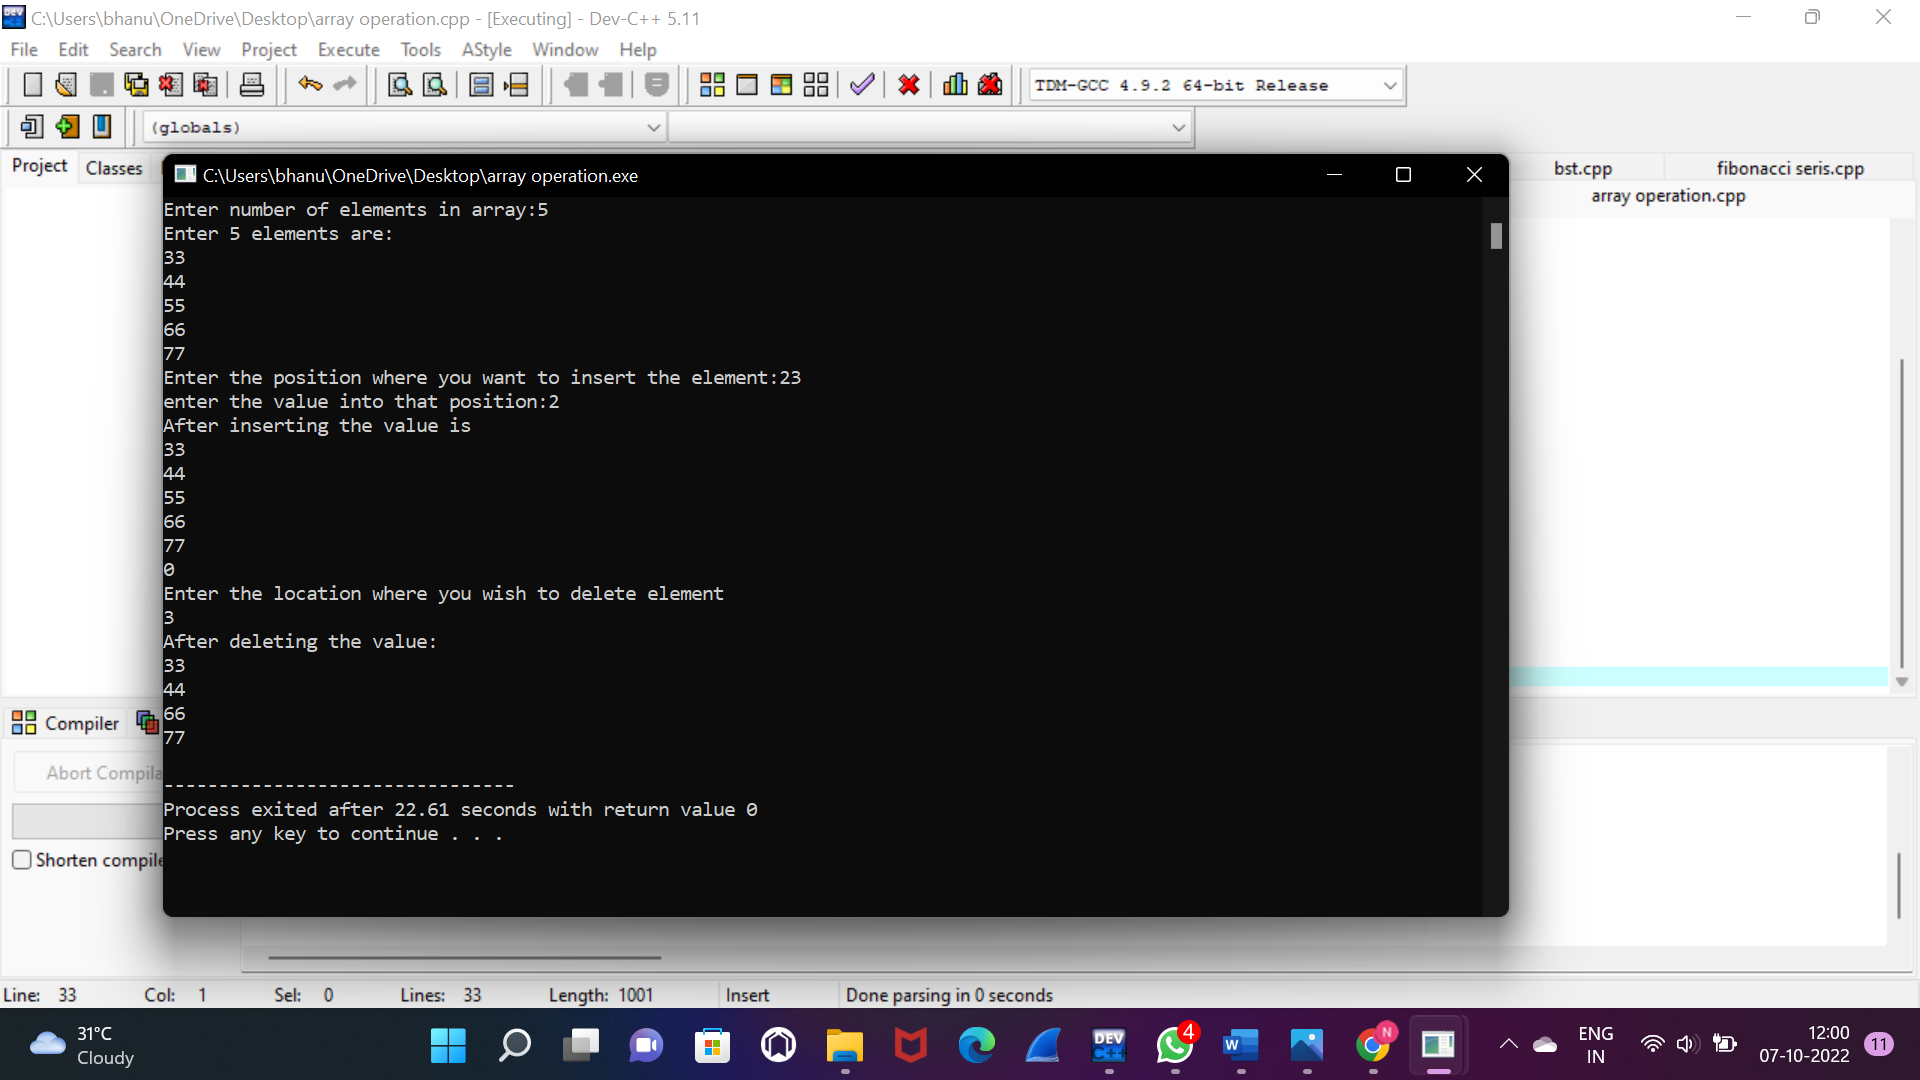 C:\Users\bhanu\OneDrive\Desktop\array operation.cpp - [Executing] - Dev-C++ 5.11
File Edit Search View Project Execute Tools AStyle Window Help
TDM-GCC 4.9.2 64-bit Release
(globals)
Project Classes
bst.cpp fibonacci seris.cpp
array operation.cpp
C:\Users\bhanu\OneDrive\Desktop\array operation.exe
Enter number of elements in array:5
Enter 5 elements are:
33
44
55
66
77
Enter the position where you want to insert the element:23
enter the value into that position:2
After inserting the value is
33
44
55
66
77
0
Enter the location where you wish to delete element
3
After deleting the value:
33
44
66
77
--------------------------------
Process exited after 22.61 seconds with return value 0
Press any key to continue . . .
Compiler
Abort Compila
Shorten compile
Line: 33 Col: 1 Sel: 0 Lines: 33 Length: 1001 Insert Done parsing in 0 seconds
31°C
Cloudy
DEV
C++
4
W
N
ENG
IN
12:00
07-10-2022
11